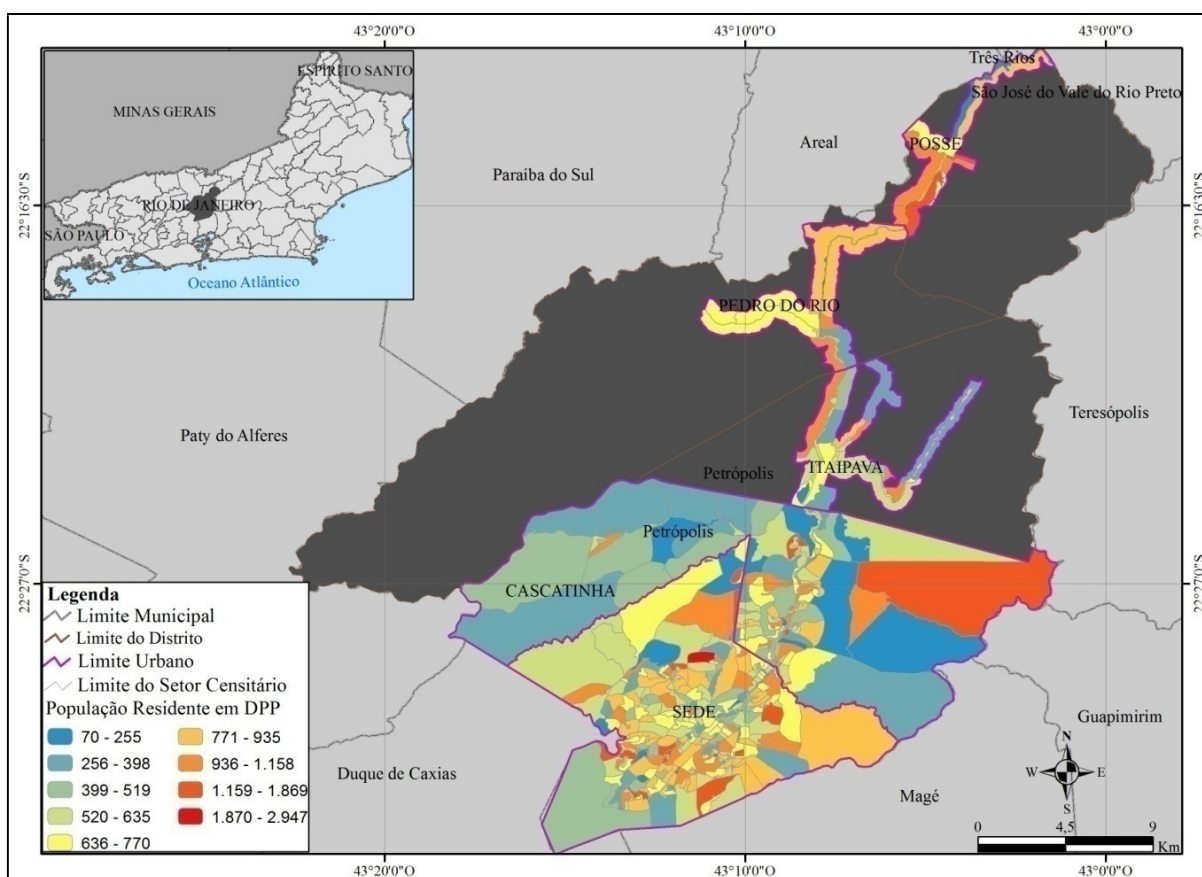 43°20'0"O
43°10'0"O
43°0'0"O
ESPÍRITO SANTO
MINAS GERAIS
RIO DE JANEIRO
SÃO PAULO
Oceano Atlântico
Três Rios
São José do Vale do Rio Preto
POSSE
Areal
Paraíba do Sul
22°16'30"S
22°16'30"S
PEDRO DO RIO
Teresópolis
Paty do Alferes
ITAIPAVA
Petrópolis
Petrópolis
CASCATINHA
22°27'0"S
22°27'0"S
SEDE
Guapimirim
Duque de Caxias
Magé
Legenda
Limite Municipal
Limite do Distrito
Limite Urbano
Limite do Setor Censitário
População Residente em DPP
70 - 255
256 - 398
399 - 519
520 - 635
636 - 770
771 - 935
936 - 1.158
1.159 - 1.869
1.870 - 2.947
N
W E
S
0 4,5 9
Km
43°20'0"O
43°10'0"O
43°0'0"O